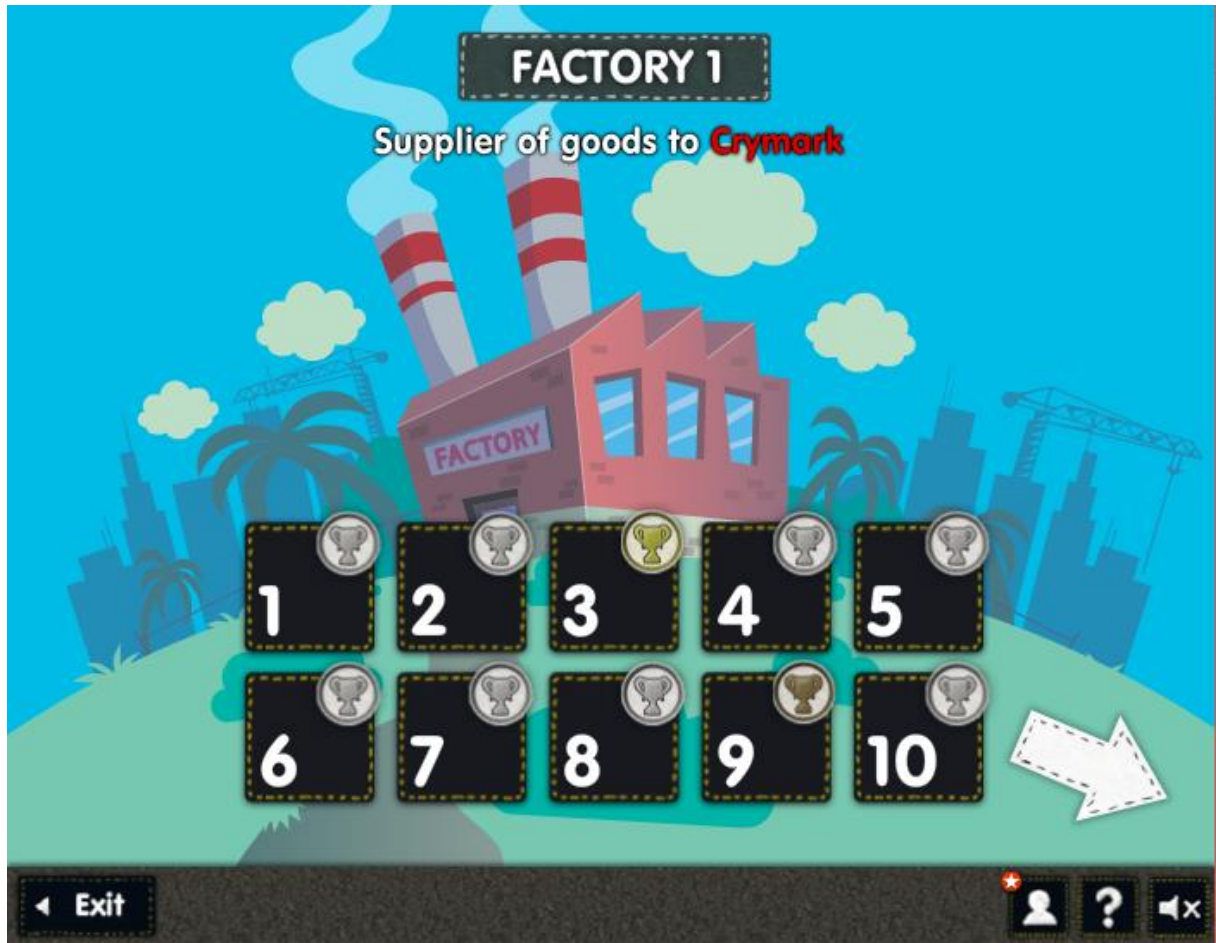 FACTORY 1
Supplier of goods to Crymark
FACTORY
1 2 3 4 5
6 7 8 9 10
Exit
?